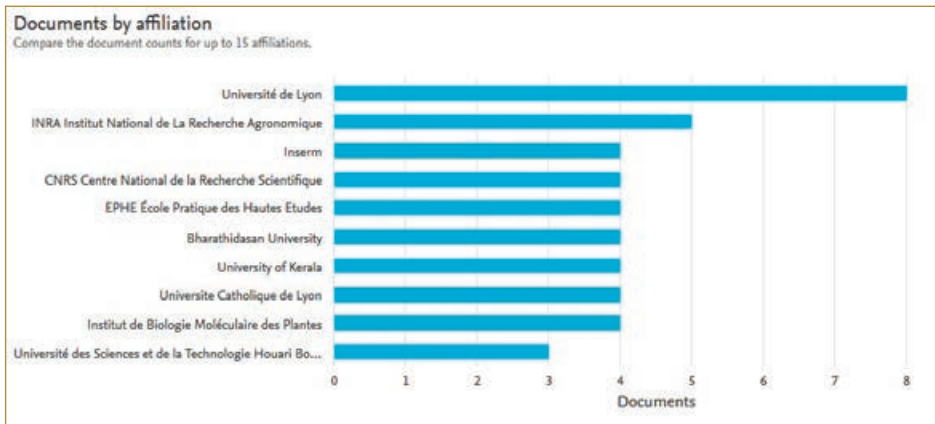 Documents by affiliation
Compare the document counts for up to 15 affiliations.
Université de Lyon
INRA Institut National de La Recherche Agronomique
Inserm
CNRS Centre National de la Recherche Scientifique
EPHE École Pratique des Hautes Etudes
Bharathidasan University
University of Kerala
Universite Catholique de Lyon
Institut de Biologie Moléculaire des Plantes
Université des Sciences et de la Technologie Houari Bo...
0 1 2 3 4 5 6 7 8
Documents